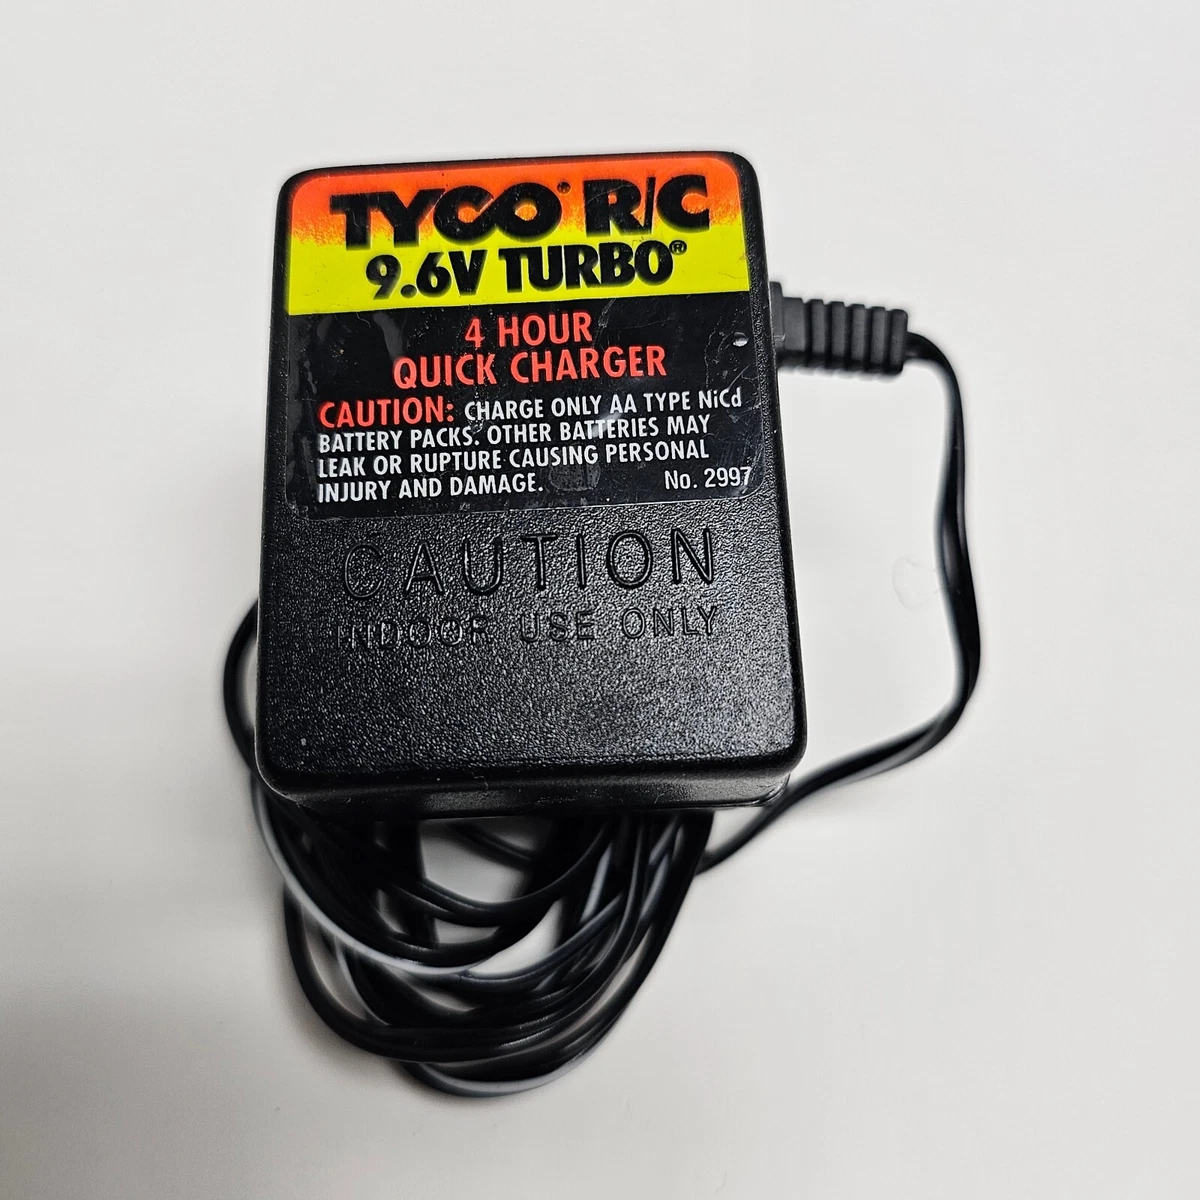 TYCO® R/C
9.6V TURBO®
4 HOUR
QUICK CHARGER
CAUTION: CHARGE ONLY AA TYPE NiCd
BATTERY PACKS. OTHER BATTERIES MAY
LEAK OR RUPTURE CAUSING PERSONAL
INJURY AND DAMAGE. No. 2997
CAUTION
INDOOR USE ONLY